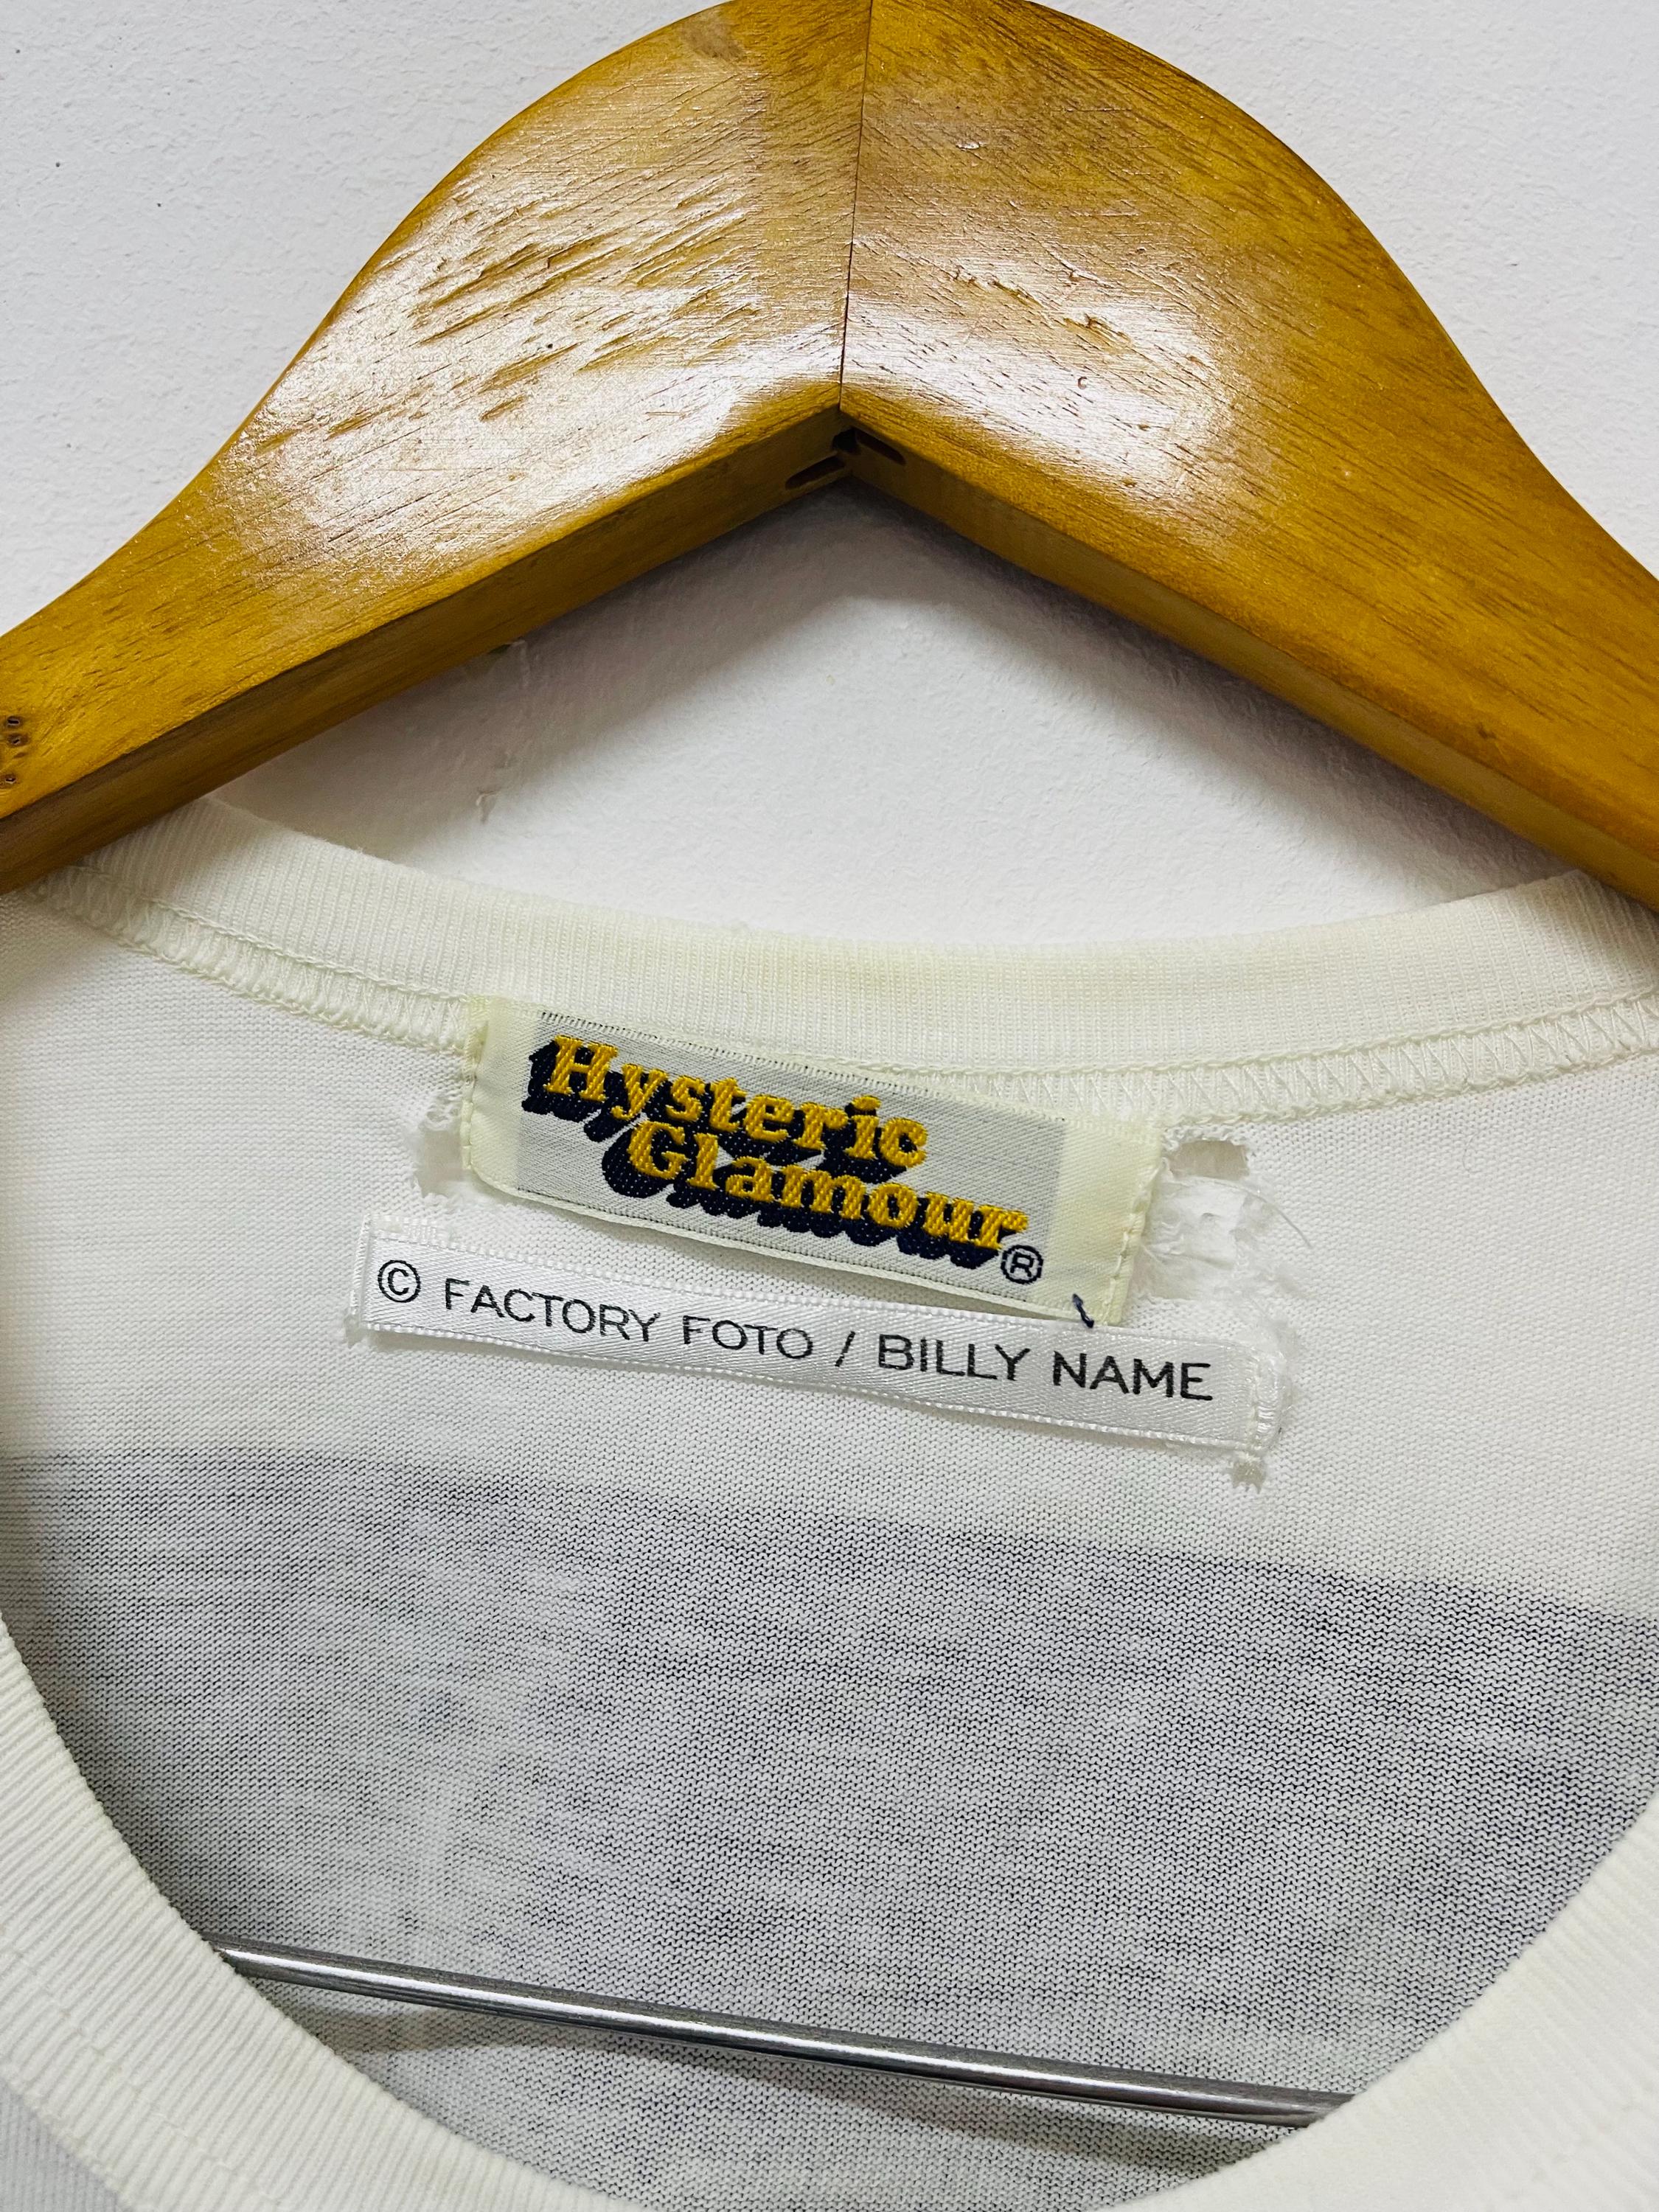 Hysteric
Glamour®
© FACTORY FOTO / BILLY NAME